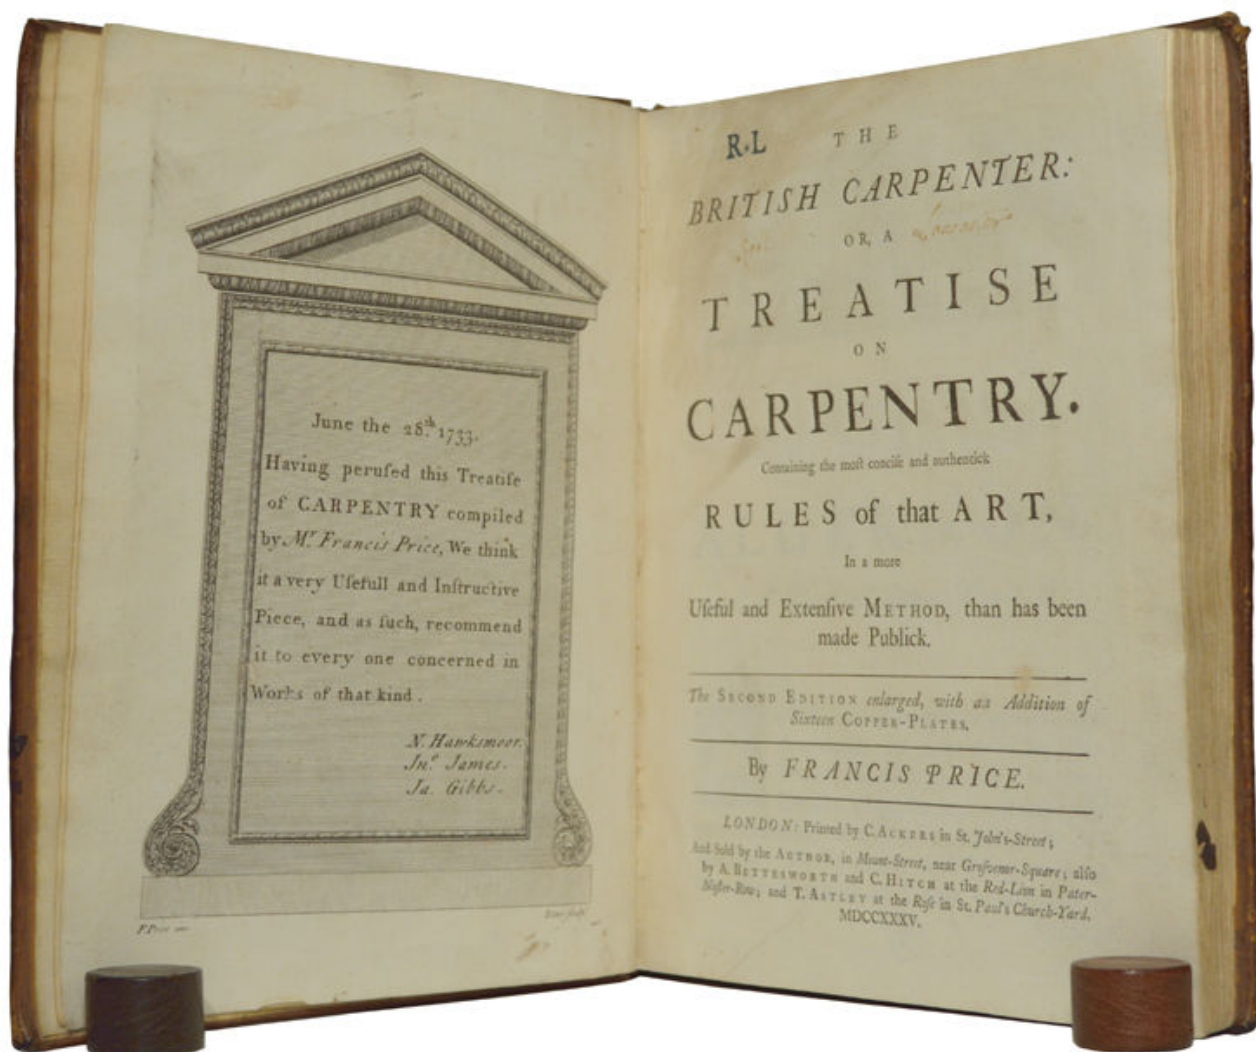 June the 28.th 1733.
Having peruſed this Treatiſe
of CARPENTRY compiled
by Mr. Francis Price, We think
it a very Uſefull and Inſtructive
Piece, and as ſuch, recommend
it to every one concerned in
Works of that kind.
N. Hawksmoor.
Jno. James.
Ja. Gibbs.
F. Price
R.L
THE
BRITISH CARPENTER:
OR, A
TREATISE
ON
CARPENTRY.
Containing the moſt conciſe and authentick
RULES of that ART,
In a more
Uſeful and Extenſive METHOD, than has been
made Publick.
The SECOND EDITION enlarged, with an Addition of
Sixteen COPPER-PLATES.
By FRANCIS PRICE.
LONDON: Printed by C. ACKERS in St. John's-Street;
And Sold by the AUTHOR, in Mount-Street, near Groſvenor-Square; alſo
by A. BETTESWORTH and C. HITCH at the Red-Lion in Pater-
Noſter-Row; and T. ASTLEY at the Roſe in St. Paul's Church-Yard.
MDCCXXXV.